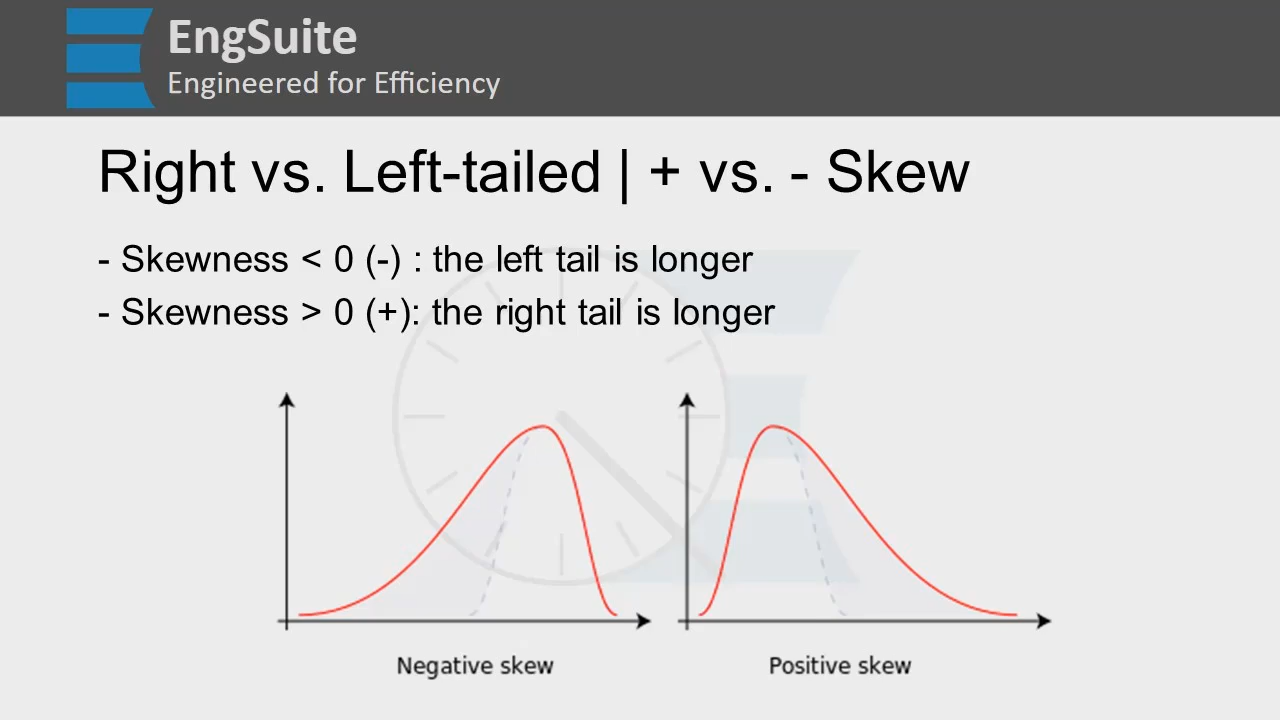 EngSuite
Engineered for Efficiency
Right vs. Left-tailed | + vs. - Skew
- Skewness < 0 (-) : the left tail is longer
- Skewness > 0 (+): the right tail is longer
Negative skew
Positive skew